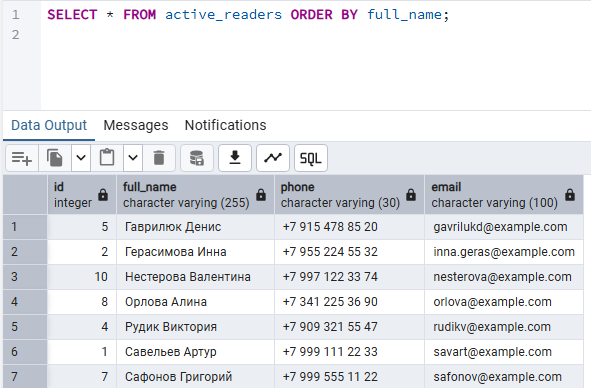 1 SELECT * FROM active_readers ORDER BY full_name;
2
Data Output Messages Notifications
SQL
id full_name phone email
integer character varying (255) character varying (30) character varying (100)
1 5 Гаврилюк Денис +7 915 478 85 20 gavrilukd@example.com
2 2 Герасимова Инна +7 955 224 55 32 inna.geras@example.com
3 10 Нестерова Валентина +7 997 122 33 74 nesterova@example.com
4 8 Орлова Алина +7 341 225 36 90 orlova@example.com
5 4 Рудик Виктория +7 909 321 55 47 rudikv@example.com
6 1 Савельев Артур +7 999 111 22 33 savart@example.com
7 7 Сафонов Григорий +7 999 555 11 22 safonov@example.com